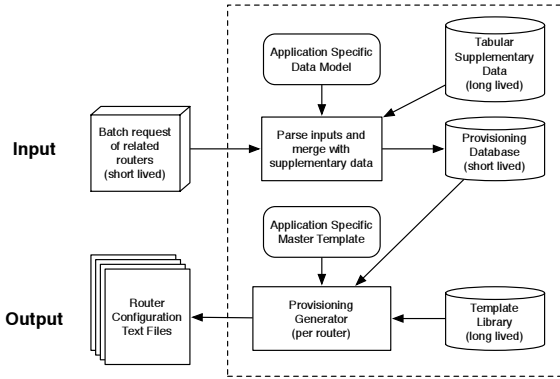 Application Specific
Data Model
Tabular
Supplementary
Data
(long lived)
Input
Batch request
of related
routers
(short lived)
Parse inputs and
merge with
supplementary data
Provisioning
Database
(short lived)
Application Specific
Master Template
Output
Router
Configuration
Text Files
Provisioning
Generator
(per router)
Template
Library
(long lived)